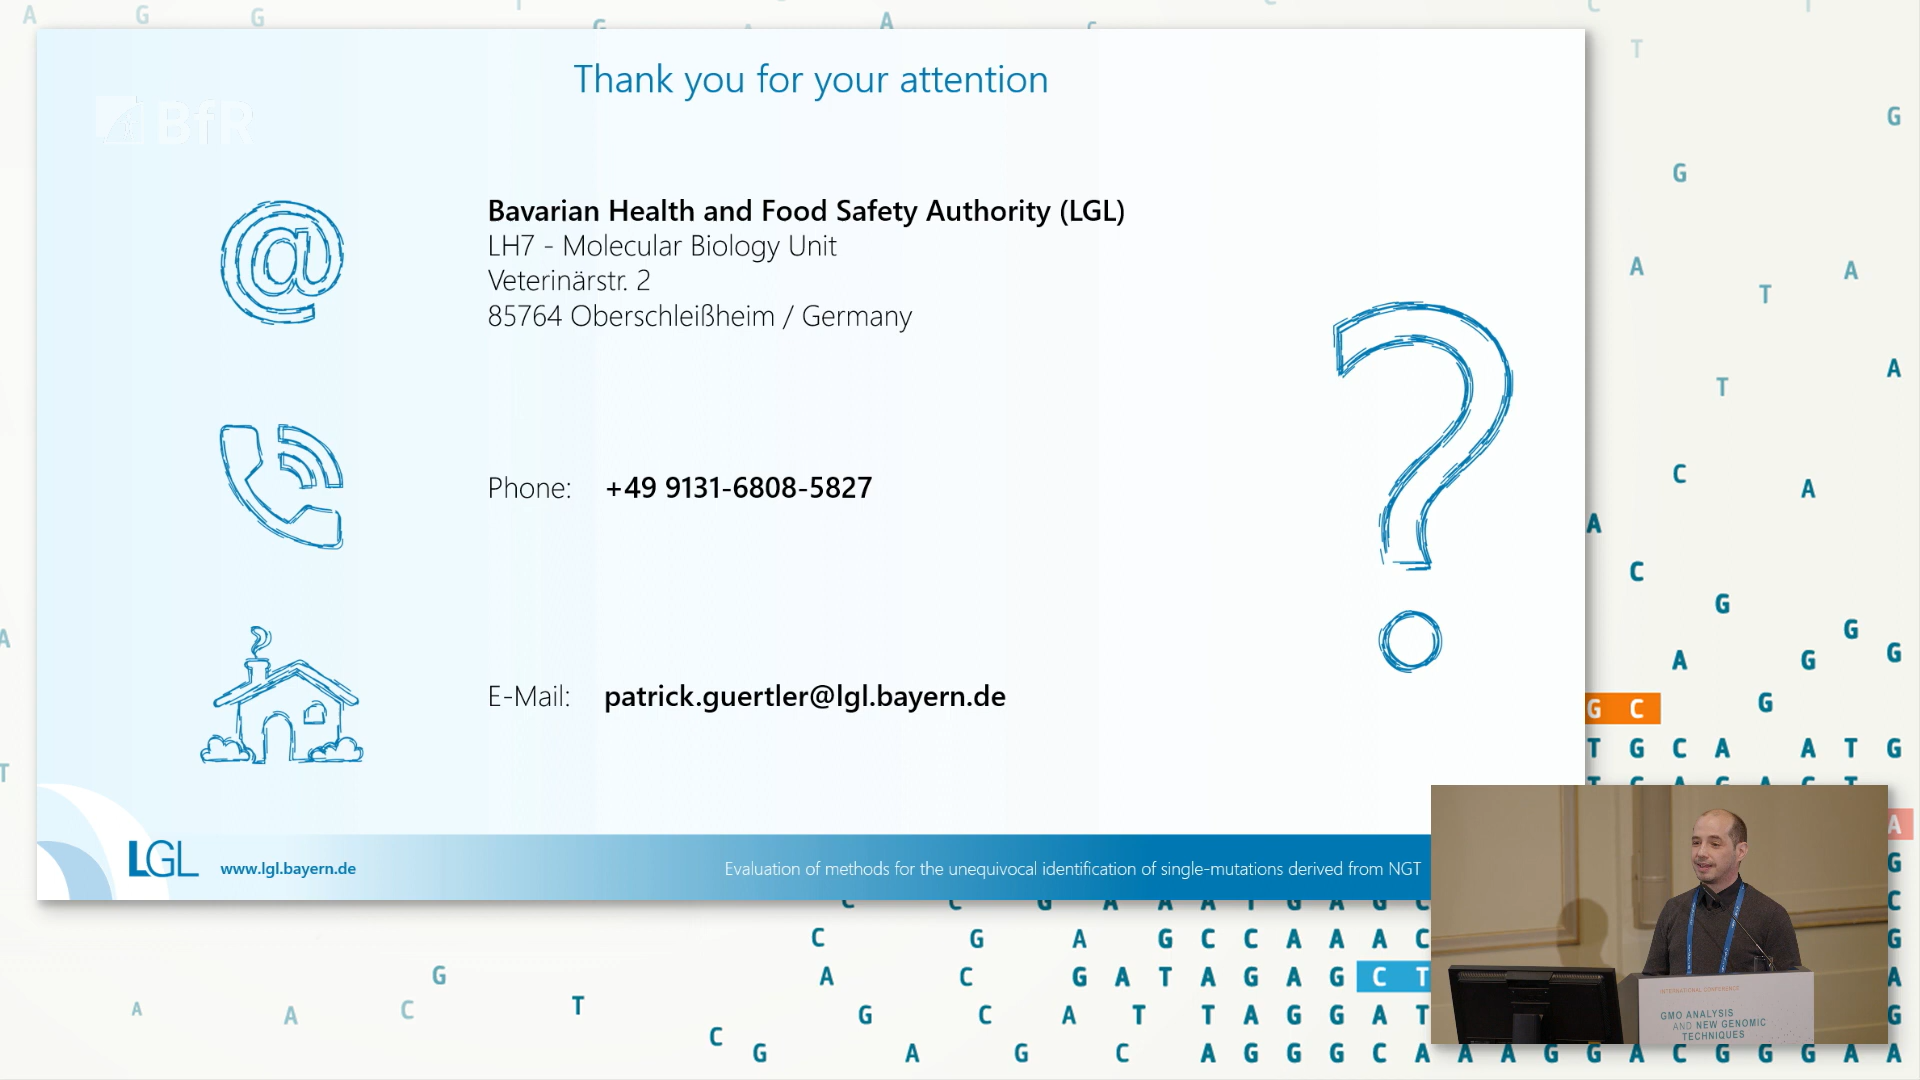 Thank you for your attention
BfR
Bavarian Health and Food Safety Authority (LGL)
LH7 - Molecular Biology Unit
Veterinärstr. 2
85764 Oberschleißheim / Germany
Phone: +49 9131-6808-5827
E-Mail: patrick.guertler@lgl.bayern.de
LGL
www.lgl.bayern.de
Evaluation of methods for the unequivocal identification of single-mutations derived from NGT
INTERNATIONAL CONFERENCE
GMO ANALYSIS
AND NEW GENOMIC
TECHNIQUES
G C
T G C A A T G
C G A G C C A A A C
A C G A T A G A G C T
G C A T T A G G A T
C G A G C A G G G C A A A G G A C G G G A A